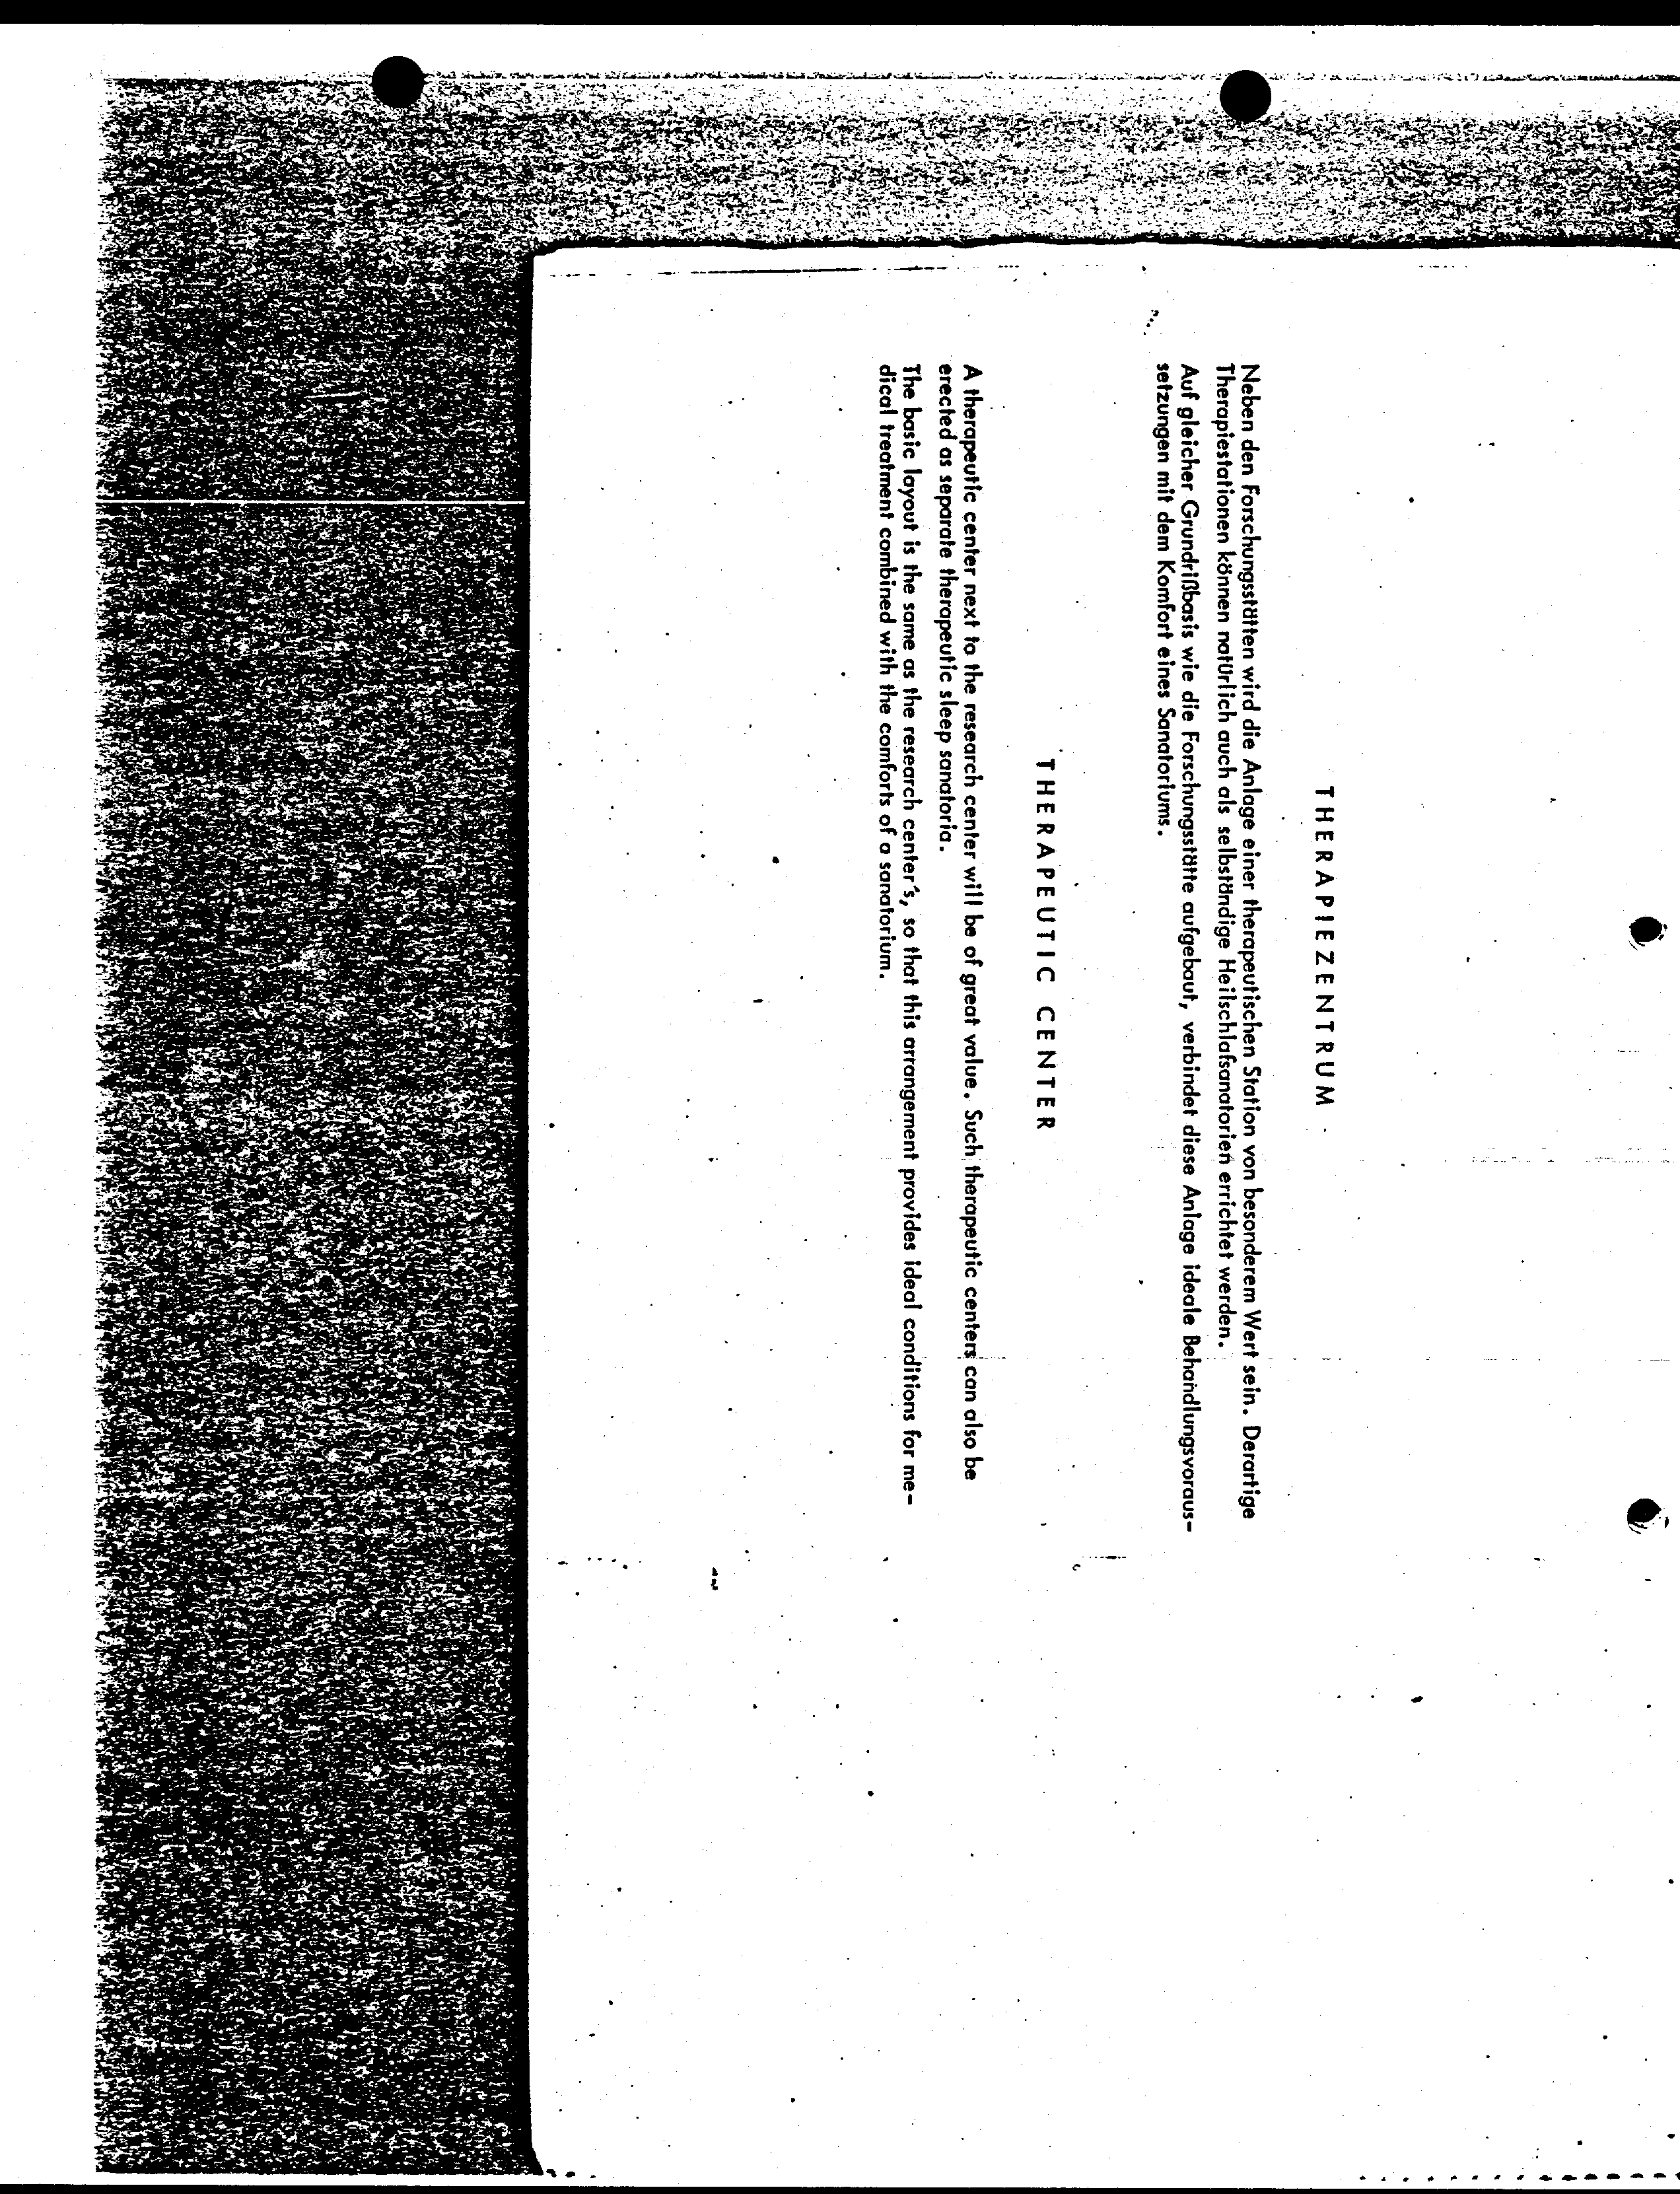 THERAPIEZENTRUM
Neben den Forschungsstätten wird die Anlage einer therapeutischen Station von besonderem Wert sein. Derartige
Therapiestationen können natürlich auch als selbständige Heilschlafsanatorien errichtet werden.
Auf gleicher Grundrißbasis wie die Forschungsstätte aufgebaut, verbindet diese Anlage ideale Behandlungsvoraus-
setzungen mit dem Komfort eines Sanatoriums.
THERAPEUTIC CENTER
A therapeutic center next to the research center will be of great value. Such therapeutic centers can also be
erected as separate therapeutic sleep sanatoria.
The basic layout is the same as the research center's, so that this arrangement provides ideal conditions for me-
dical treatment combined with the comforts of a sanatorium.